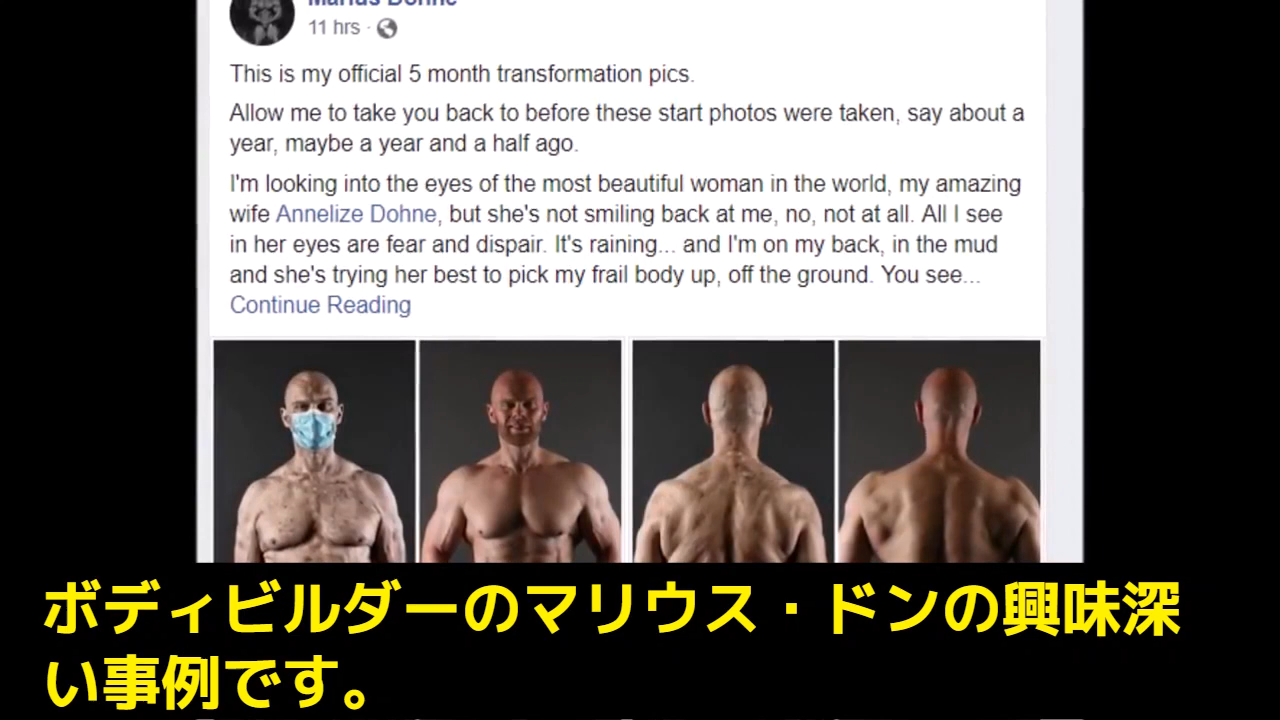 Marius Dohne
11 hrs ·
This is my official 5 month transformation pics.
Allow me to take you back to before these start photos were taken, say about a
year, maybe a year and a half ago.
I'm looking into the eyes of the most beautiful woman in the world, my amazing
wife Annelize Dohne, but she's not smiling back at me, no, not at all. All I see
in her eyes are fear and dispair. It's raining... and I'm on my back, in the mud
and she's trying her best to pick my frail body up, off the ground. You see...
Continue Reading
ボディビルダーのマリウス・ドンの興味深
い事例です。